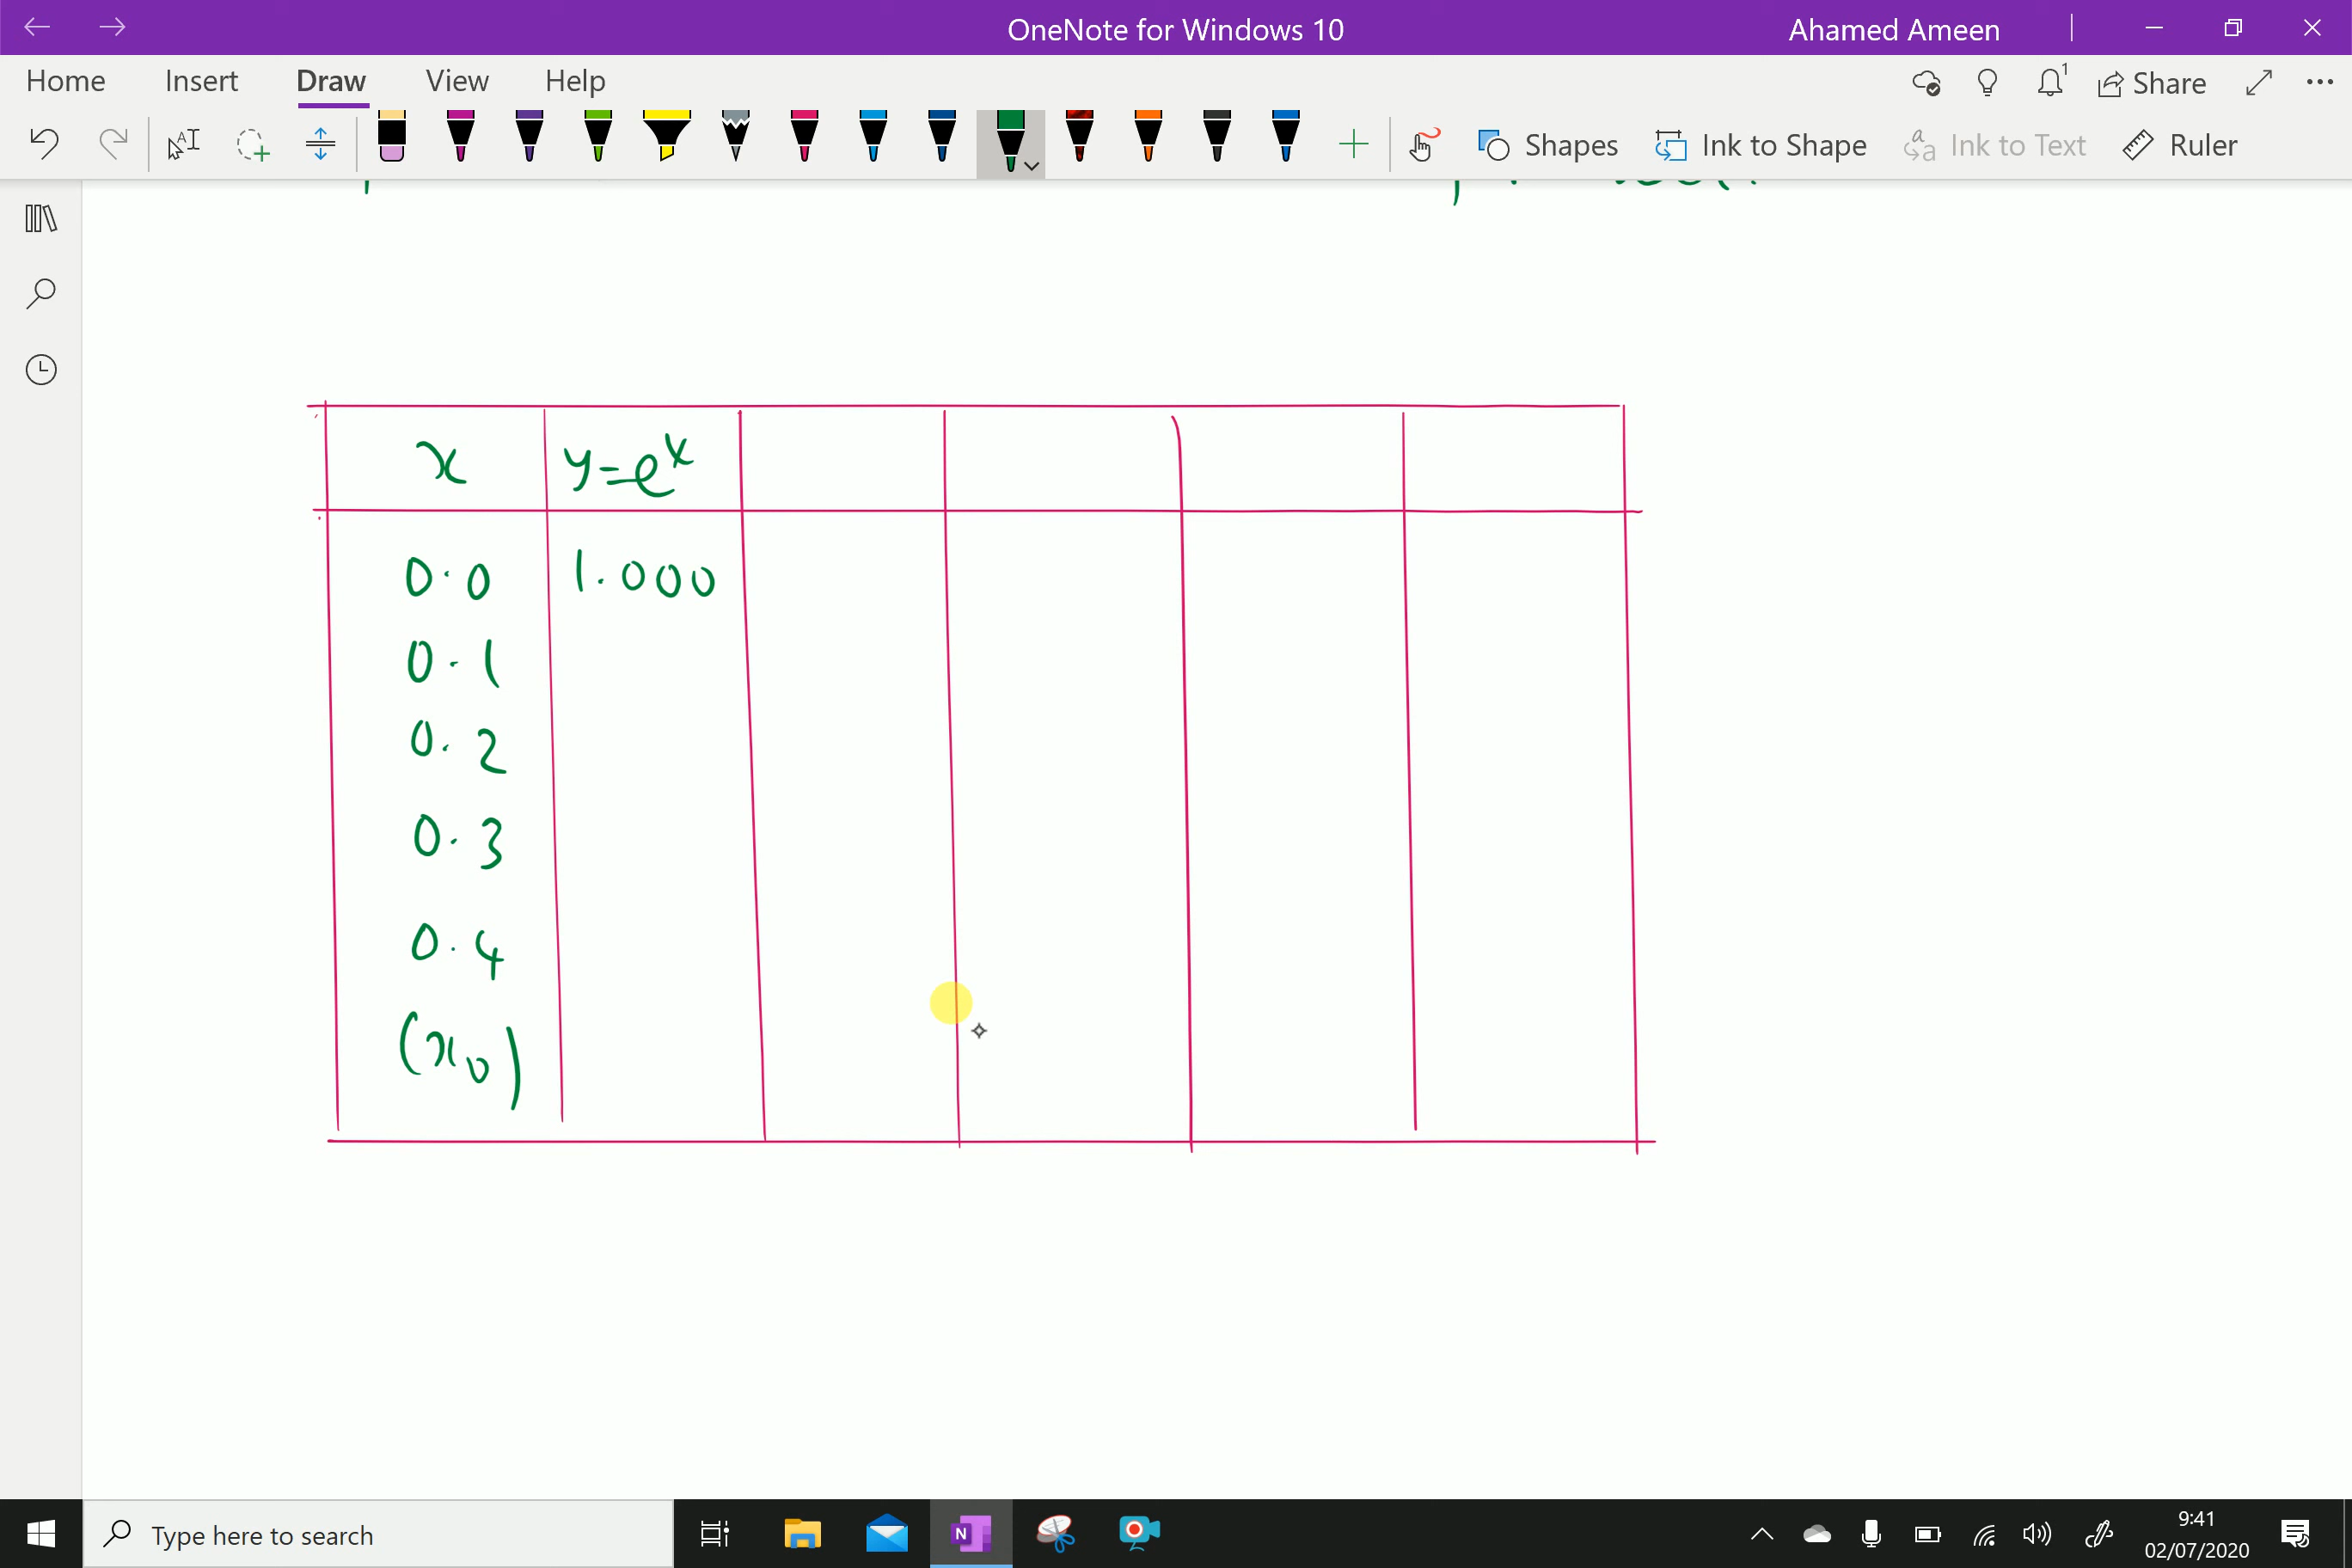 OneNote for Windows 10 Ahamed Ameen
Home Insert Draw View Help 1 Share
Shapes Ink to Shape Ink to Text Ruler
x y=e^x
0.0 1.000
0.1
0.2
0.3
0.4
(x₀)
Type here to search
9:41
02/07/2020